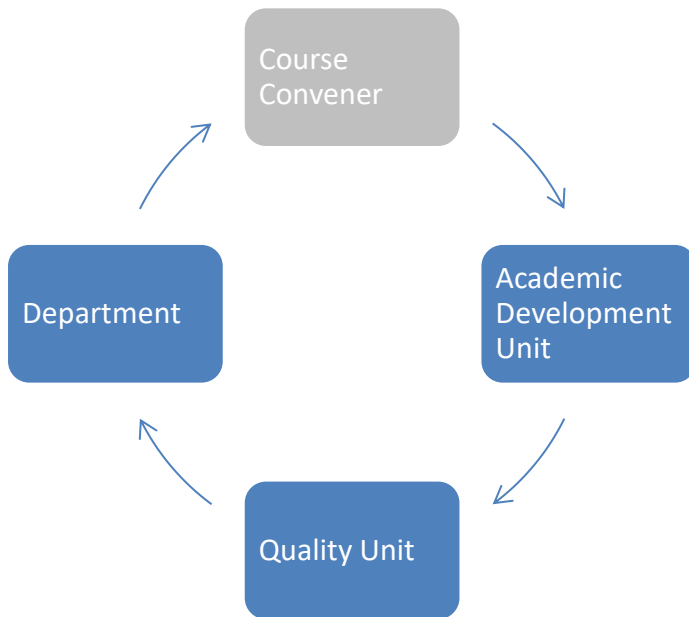 Course
Convener
Academic
Development
Unit
Quality Unit
Department